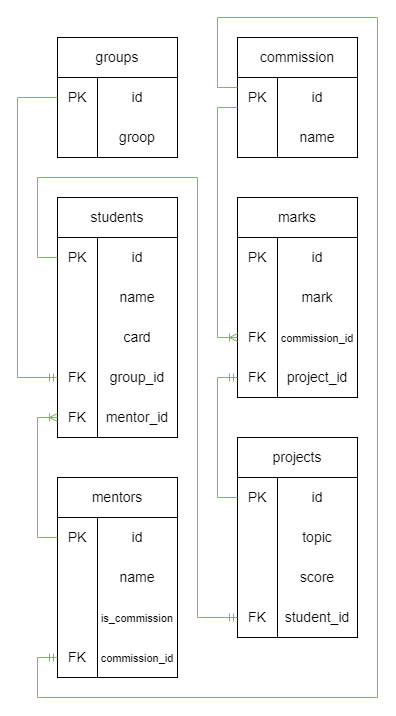 groups
PK id
groop
students
PK id
name
card
FK group_id
FK mentor_id
mentors
PK id
name
is_commission
FK commission_id
commission
PK id
name
marks
PK id
mark
FK commission_id
FK project_id
projects
PK id
topic
score
FK student_id